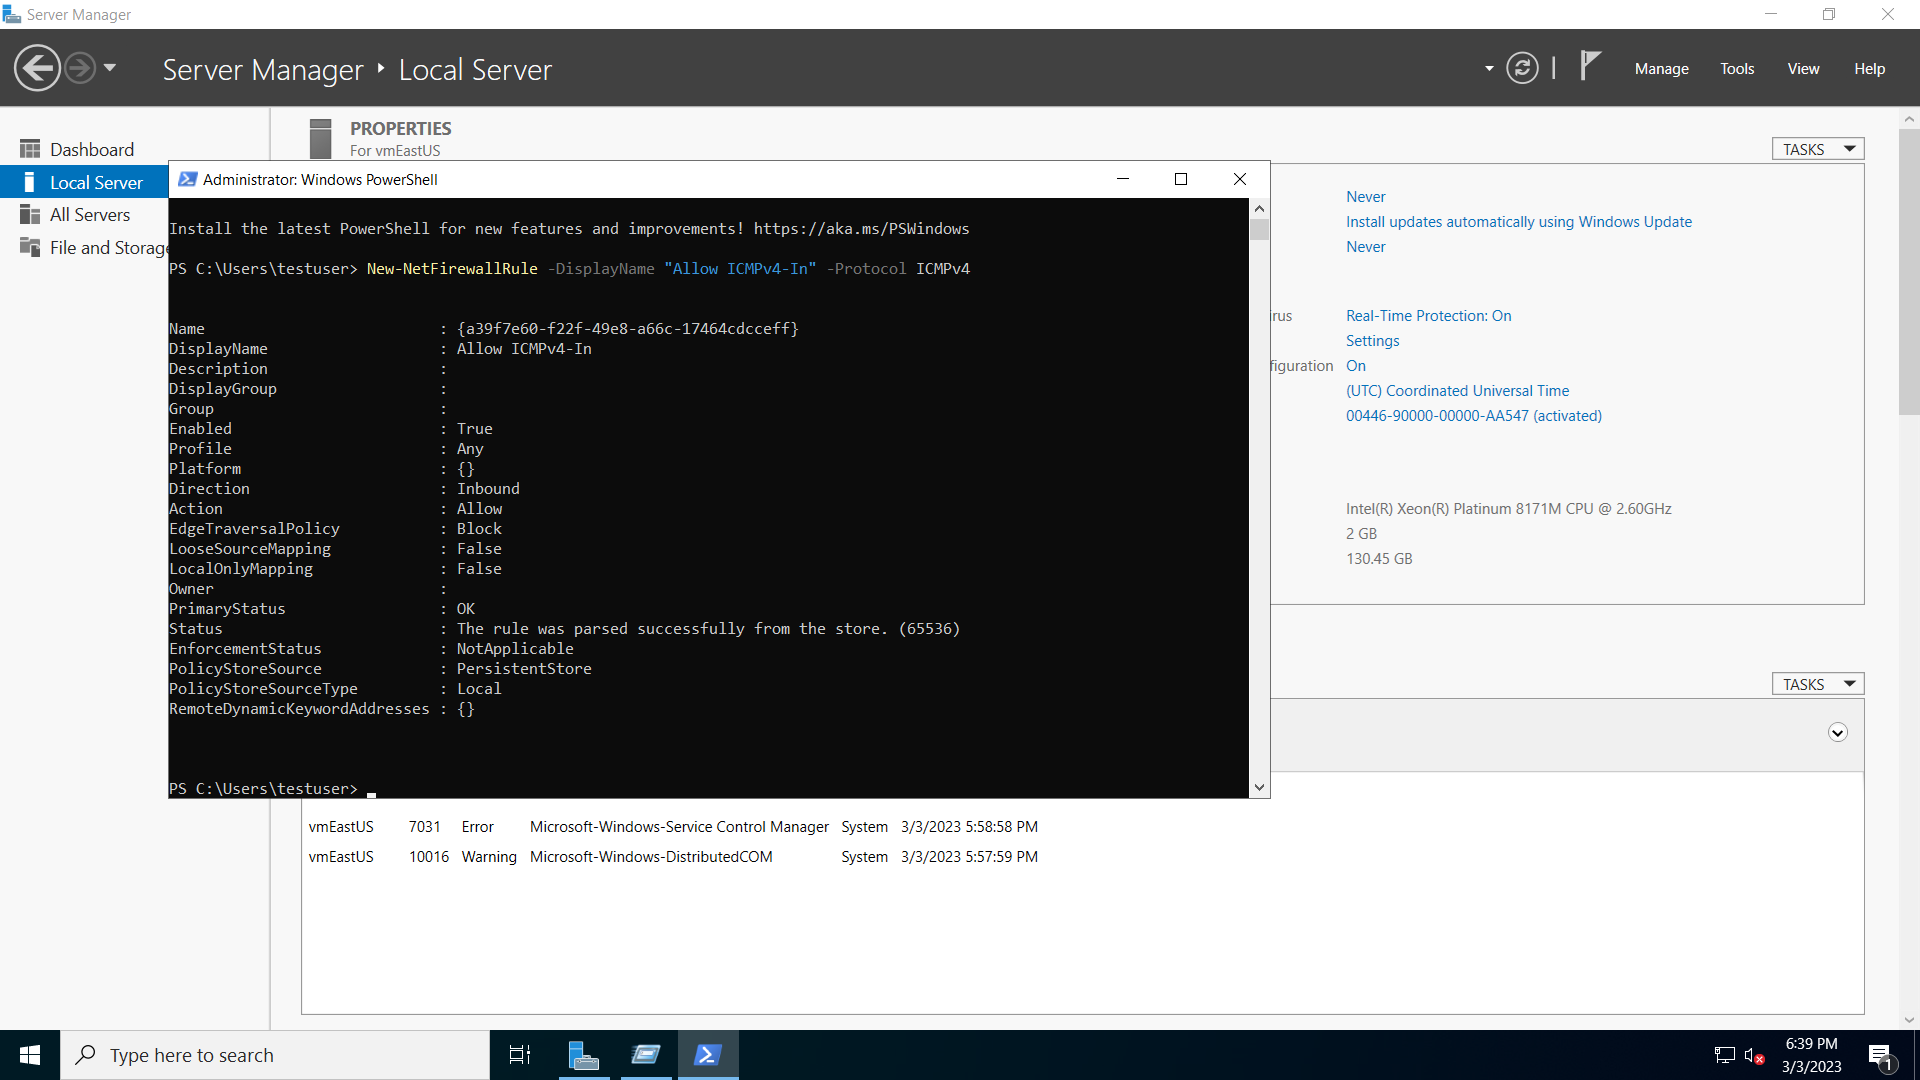 Server Manager
Server Manager ‣ Local Server
Manage Tools View Help
Dashboard
Local Server
All Servers
File and Storage
PROPERTIES
For vmEastUS
TASKS
Administrator: Windows PowerShell
Install the latest PowerShell for new features and improvements! https://aka.ms/PSWindows
PS C:\Users\testuser> New-NetFirewallRule -DisplayName "Allow ICMPv4-In" -Protocol ICMPv4
Name : {a39f7e60-f22f-49e8-a66c-17464cdcceff}
DisplayName : Allow ICMPv4-In
Description :
DisplayGroup :
Group :
Enabled : True
Profile : Any
Platform : {}
Direction : Inbound
Action : Allow
EdgeTraversalPolicy : Block
LooseSourceMapping : False
LocalOnlyMapping : False
Owner :
PrimaryStatus : OK
Status : The rule was parsed successfully from the store. (65536)
EnforcementStatus : NotApplicable
PolicyStoreSource : PersistentStore
PolicyStoreSourceType : Local
RemoteDynamicKeywordAddresses : {}
PS C:\Users\testuser>
Never
Install updates automatically using Windows Update
Never
irus Real-Time Protection: On
Settings
figuration On
(UTC) Coordinated Universal Time
00446-90000-00000-AA547 (activated)
Intel(R) Xeon(R) Platinum 8171M CPU @ 2.60GHz
2 GB
130.45 GB
TASKS
vmEastUS 7031 Error Microsoft-Windows-Service Control Manager System 3/3/2023 5:58:58 PM
vmEastUS 10016 Warning Microsoft-Windows-DistributedCOM System 3/3/2023 5:57:59 PM
Type here to search
6:39 PM
3/3/2023
1